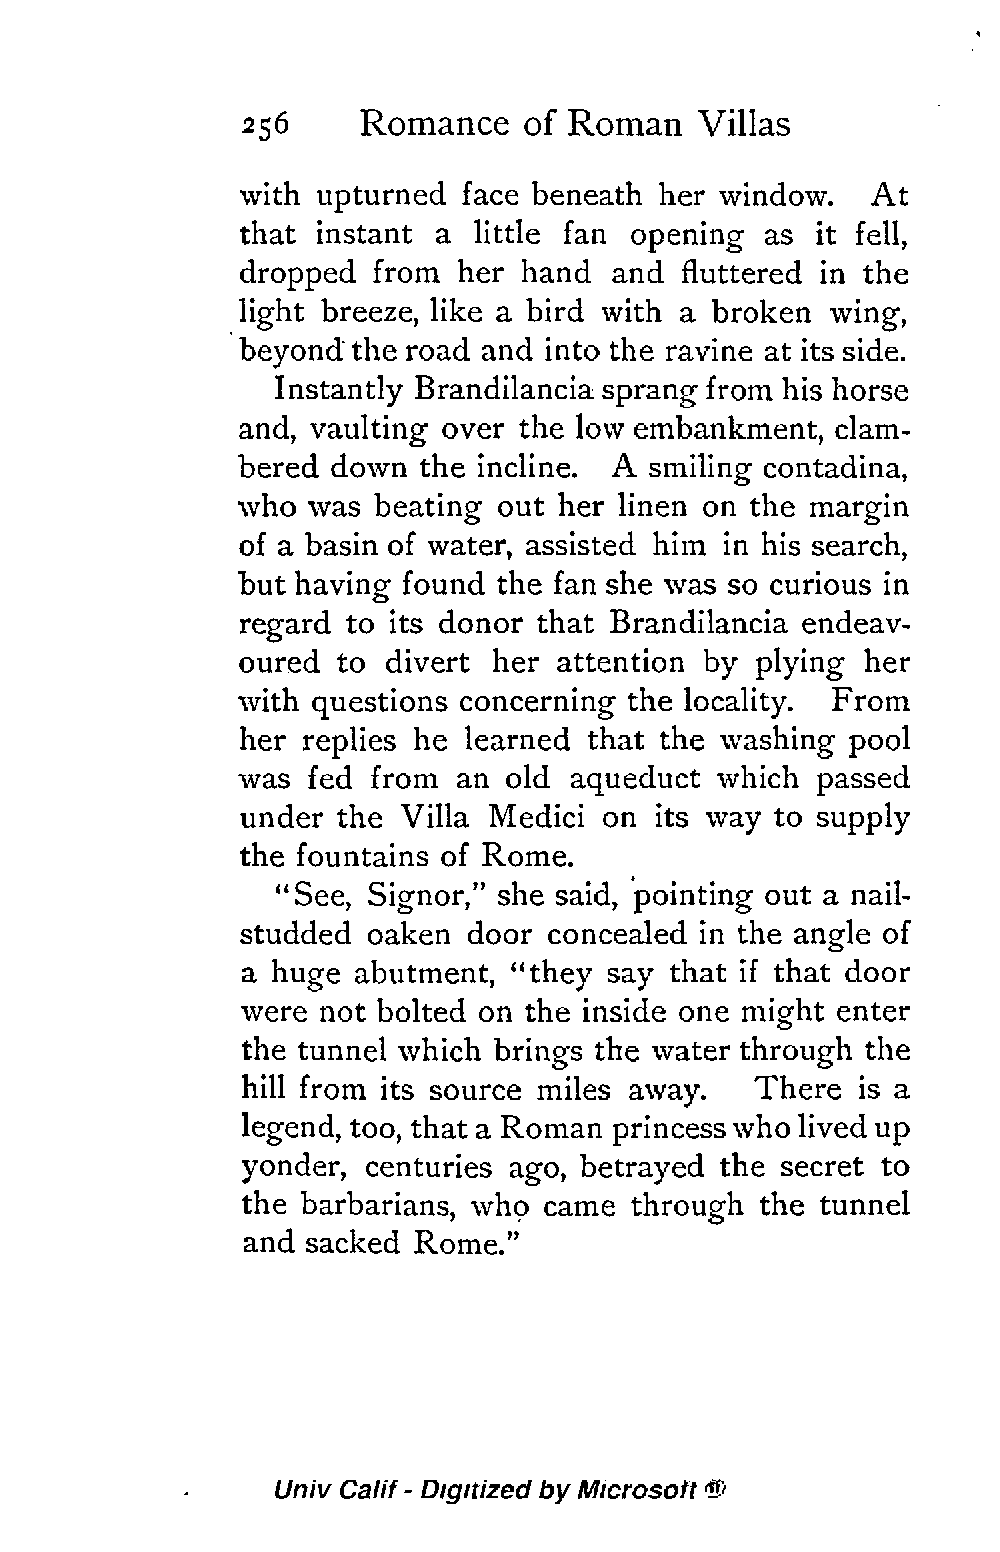 256 Romance of Roman Villas
with upturned face beneath her window. At
that instant a little fan opening as it fell,
dropped from her hand and fluttered in the
light breeze, like a bird with a broken wing,
beyond the road and into the ravine at its side.
Instantly Brandilancia sprang from his horse
and, vaulting over the low embankment, clam-
bered down the incline. A smiling contadina,
who was beating out her linen on the margin
of a basin of water, assisted him in his search,
but having found the fan she was so curious in
regard to its donor that Brandilancia endeav-
oured to divert her attention by plying her
with questions concerning the locality. From
her replies he learned that the washing pool
was fed from an old aqueduct which passed
under the Villa Medici on its way to supply
the fountains of Rome.
"See, Signor," she said, pointing out a nail-
studded oaken door concealed in the angle of
a huge abutment, "they say that if that door
were not bolted on the inside one might enter
the tunnel which brings the water through the
hill from its source miles away. There is a
legend, too, that a Roman princess who lived up
yonder, centuries ago, betrayed the secret to
the barbarians, who came through the tunnel
and sacked Rome."
Univ Calif - Digitized by Microsoft ®